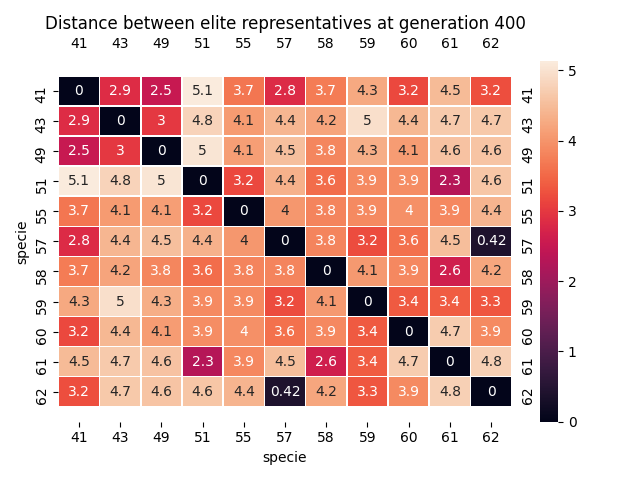 Distance between elite representatives at generation 400
41 43 49 51 55 57 58 59 60 61 62
41 0 2.9 2.5 5.1 3.7 2.8 3.7 4.3 3.2 4.5 3.2 41
43 2.9 0 3 4.8 4.1 4.4 4.2 5 4.4 4.7 4.7 43
49 2.5 3 0 5 4.1 4.5 3.8 4.3 4.1 4.6 4.6 49
51 5.1 4.8 5 0 3.2 4.4 3.6 3.9 3.9 2.3 4.6 51
55 3.7 4.1 4.1 3.2 0 4 3.8 3.9 4 3.9 4.4 55
57 2.8 4.4 4.5 4.4 4 0 3.8 3.2 3.6 4.5 0.42 57
58 3.7 4.2 3.8 3.6 3.8 3.8 0 4.1 3.9 2.6 4.2 58
59 4.3 5 4.3 3.9 3.9 3.2 4.1 0 3.4 3.4 3.3 59
60 3.2 4.4 4.1 3.9 4 3.6 3.9 3.4 0 4.7 3.9 60
61 4.5 4.7 4.6 2.3 3.9 4.5 2.6 3.4 4.7 0 4.8 61
62 3.2 4.7 4.6 4.6 4.4 0.42 4.2 3.3 3.9 4.8 0 62
41 43 49 51 55 57 58 59 60 61 62
specie
specie
5
4
3
2
1
0